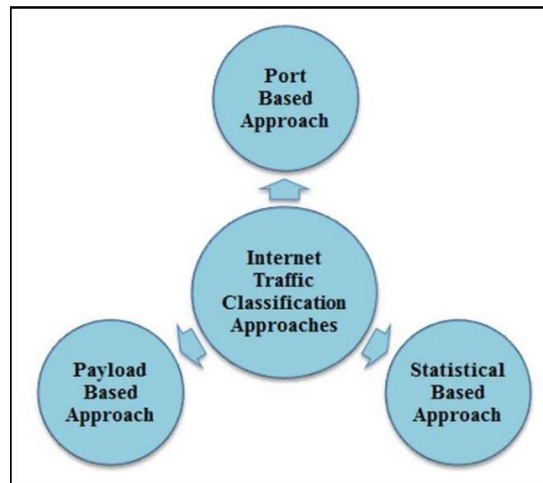 Port
Based
Approach
Internet
Traffic
Classification
Approaches
Payload
Based
Approach
Statistical
Based
Approach